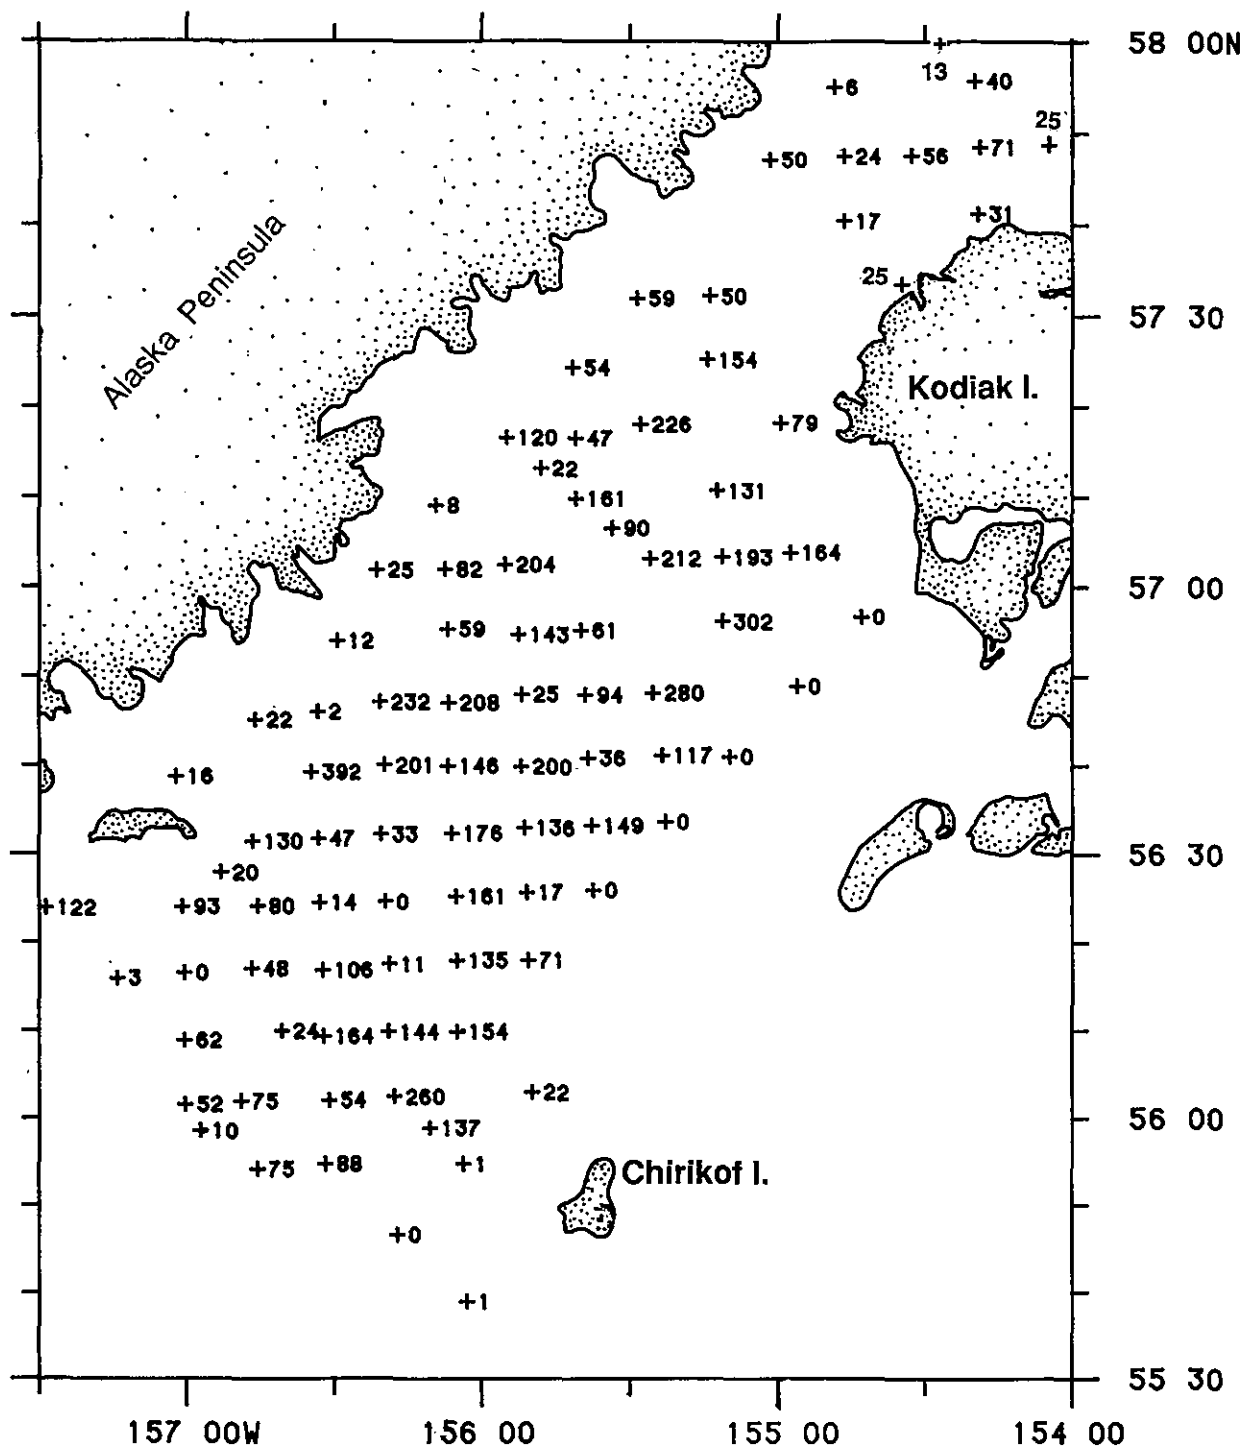 58 00N
13
+40
+6
25
+50 +24 +56 +71 +
+17 +31
Alaska Peninsula
25 +
+59 +50
57 30
+54 +154
Kodiak I.
+120 +47 +226 +79
+22
+8 +161 +131
+90
+25 +82 +204 +212 +193 +164
57 00
+12 +59 +143 +61 +302 +0
+22 +2 +232 +208 +25 +94 +280 +0
+16 +392 +201 +146 +200 +36 +117 +0
+130 +47 +33 +176 +136 +149 +0
56 30
+20
+122 +93 +80 +14 +0 +161 +17 +0
+3 +0 +48 +106 +11 +135 +71
+62 +24 +164 +144 +154
+52 +75 +54 +260 +22
+10 +137
56 00
+75 +88 +1
Chirikof I.
+0
+1
55 30
157 00W 156 00 155 00 154 00